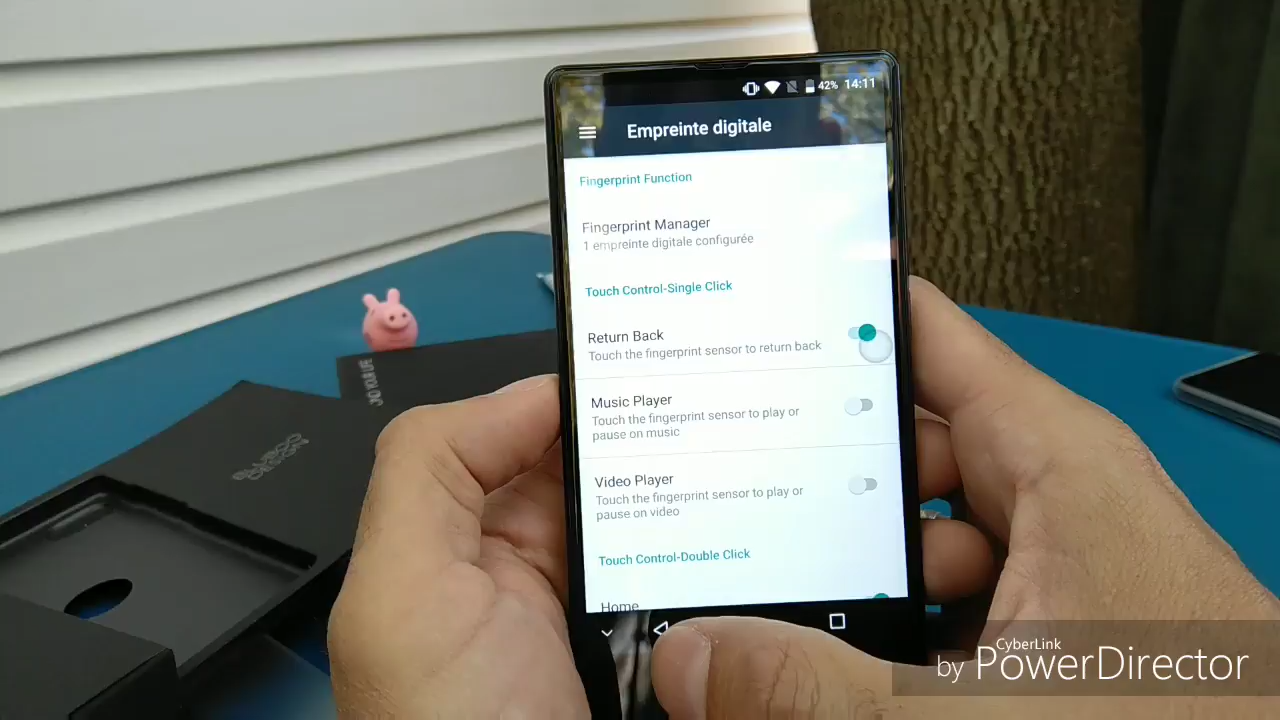 42% 14:11
Empreinte digitale
Fingerprint Function
Fingerprint Manager
1 empreinte digitale configurée
Touch Control-Single Click
Return Back
Touch the fingerprint sensor to return back
Music Player
Touch the fingerprint sensor to play or
pause on music
Video Player
Touch the fingerprint sensor to play or
pause on video
Touch Control-Double Click
Home
YOUR LIFE
CyberLink
by PowerDirector